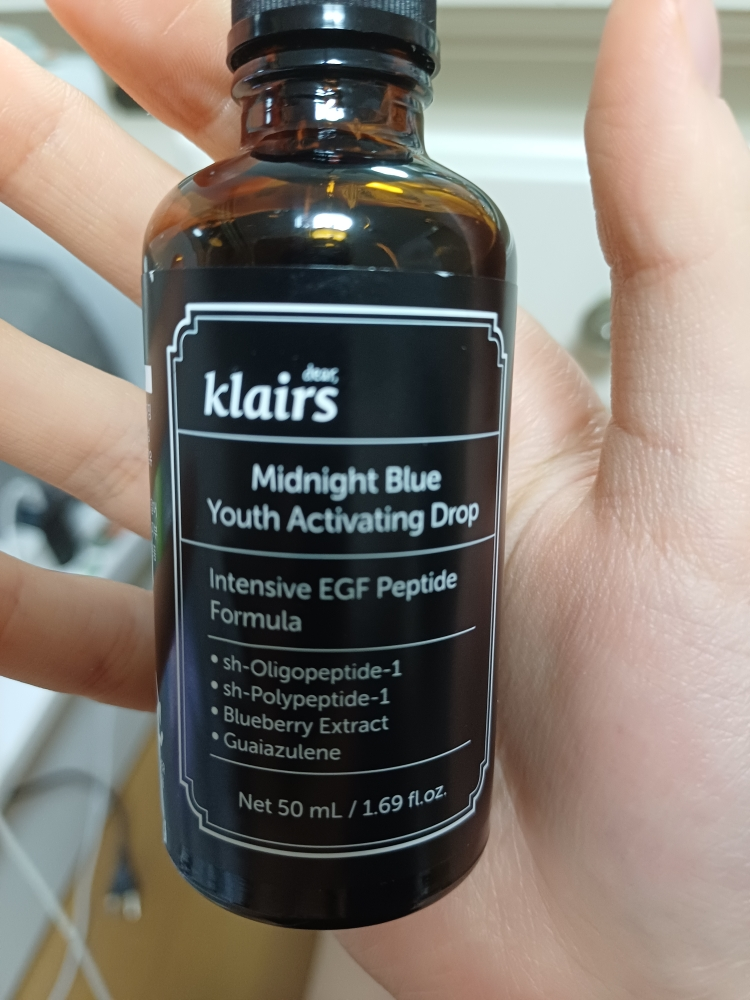 dear,
klairs
Midnight Blue
Youth Activating Drop
Intensive EGF Peptide
Formula
• sh-Oligopeptide-1
• sh-Polypeptide-1
• Blueberry Extract
• Guaiazulene
Net 50 mL / 1.69 fl.oz.